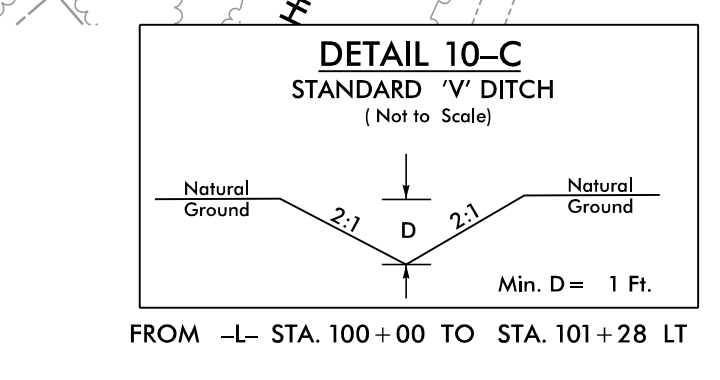 DETAIL 10–C
STANDARD 'V' DITCH
( Not to Scale)
Natural
Ground
2:1
D
2:1
Natural
Ground
Min. D = 1 Ft.
FROM –L– STA. 100+00 TO STA. 101+28 LT